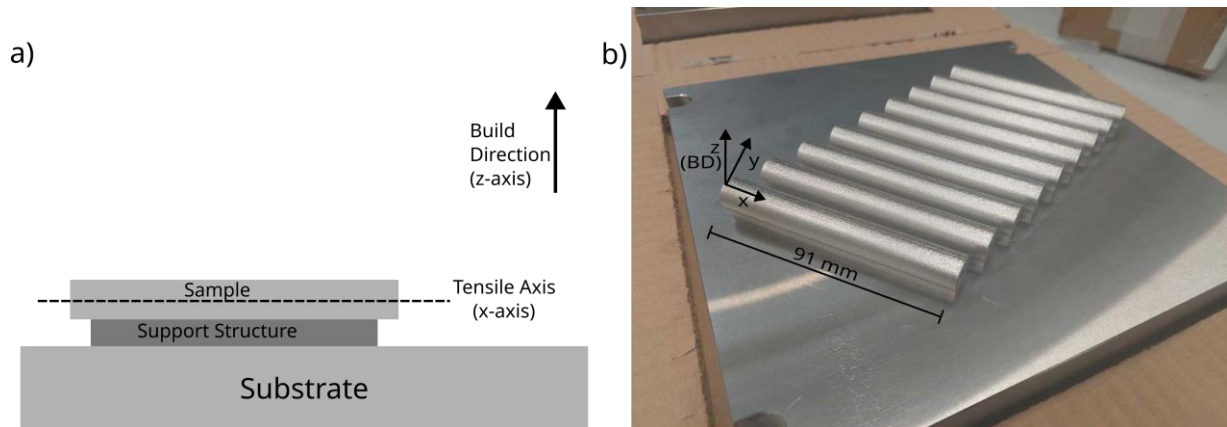 a)
Build
Direction
(z-axis)
Sample
Tensile Axis
(x-axis)
Support Structure
Substrate
b)
z
(BD)
y
x
91 mm